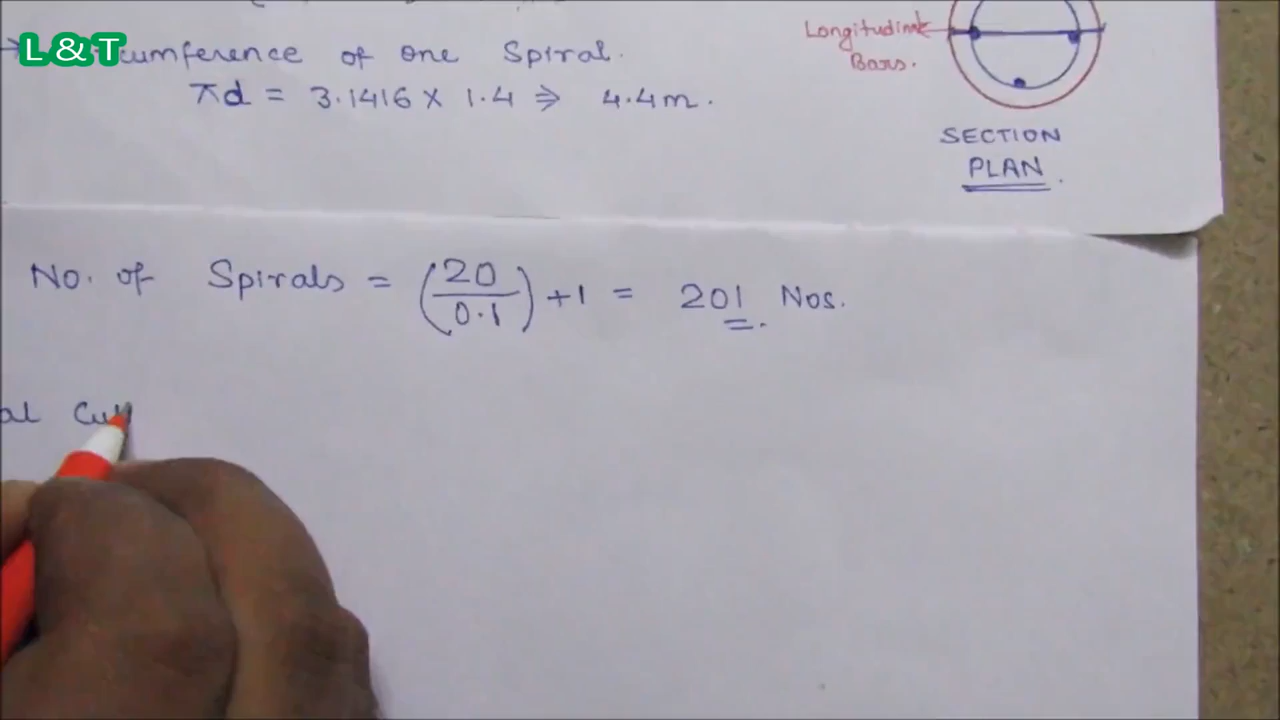 L & T
cumference of one Spiral.
πd = 3.1416 × 1.4 ⇒ 4.4m.
Longitudinal
Bars.
SECTION
PLAN.
No. of Spirals = (20/0.1) + 1 = 201 Nos.
al Cu